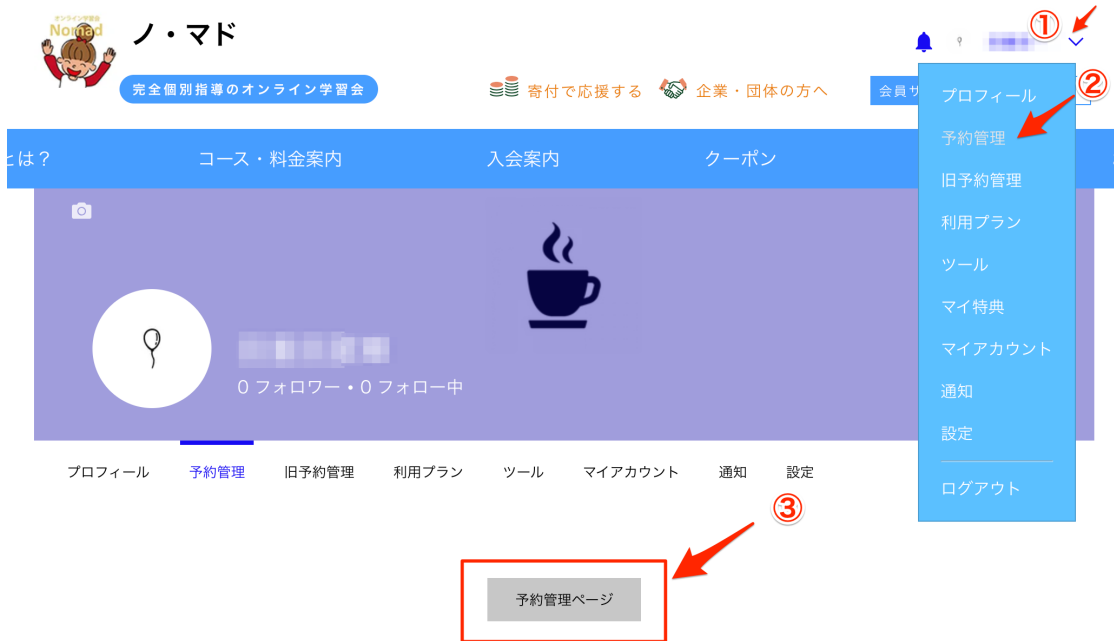 オンライン学習会
Nomad
ノ・マド
①
完全個別指導のオンライン学習会
寄付で応援する
企業・団体の方へ
会員サ
②
とは？
コース・料金案内
入会案内
クーポン
プロフィール
予約管理
旧予約管理
利用プラン
ツール
マイ特典
マイアカウント
通知
設定
ログアウト
0 フォロワー • 0 フォロー中
プロフィール
予約管理
旧予約管理
利用プラン
ツール
マイアカウント
通知
設定
③
予約管理ページ